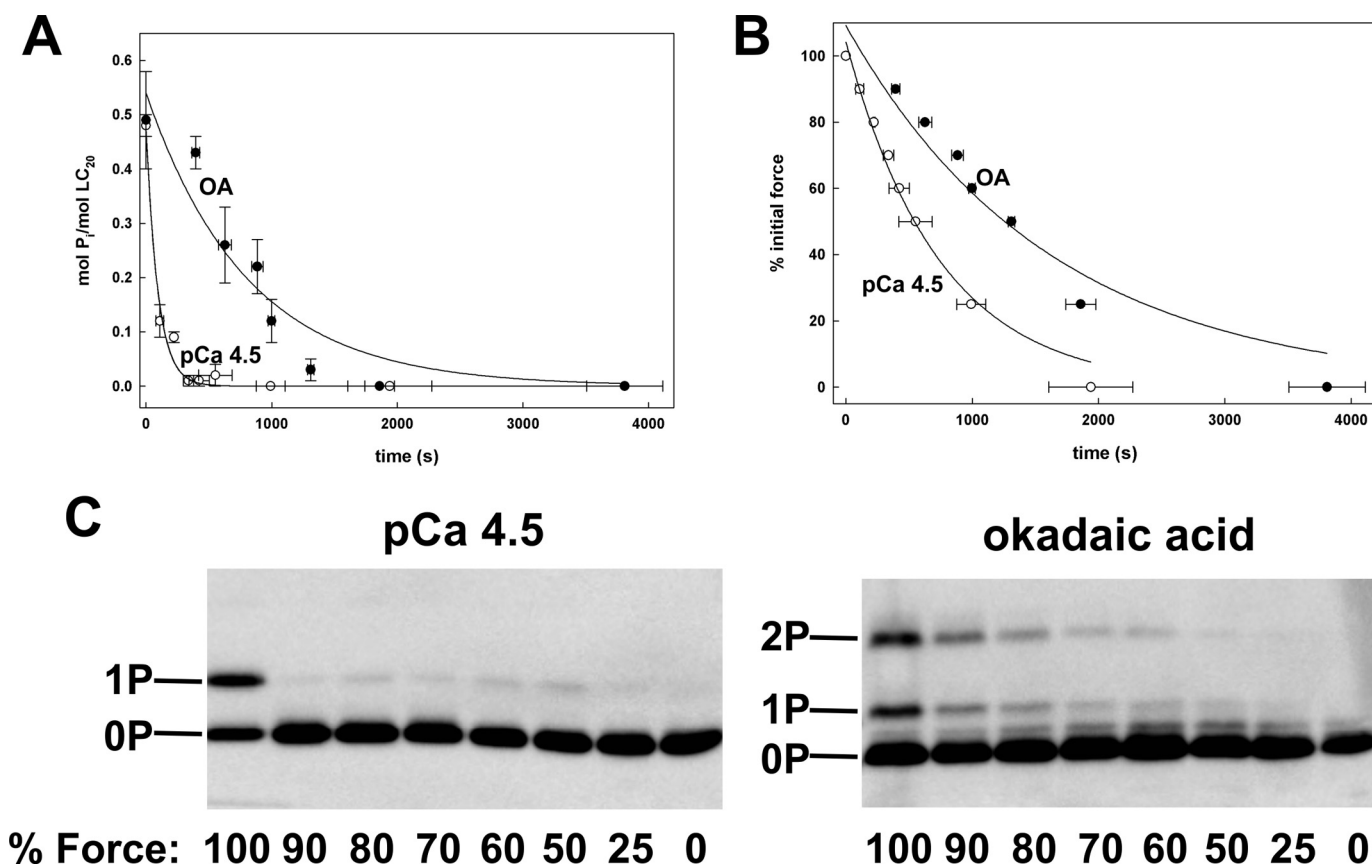 A
B
0.6
0.5
0.4
0.3
0.2
0.1
0.0
mol Pi/mol LC20
OA
pCa 4.5
0 1000 2000 3000 4000
time (s)
100
80
60
40
20
0
% initial force
OA
pCa 4.5
0 1000 2000 3000 4000
time (s)
C
pCa 4.5
1P
0P
% Force: 100 90 80 70 60 50 25 0
okadaic acid
2P
1P
0P
100 90 80 70 60 50 25 0